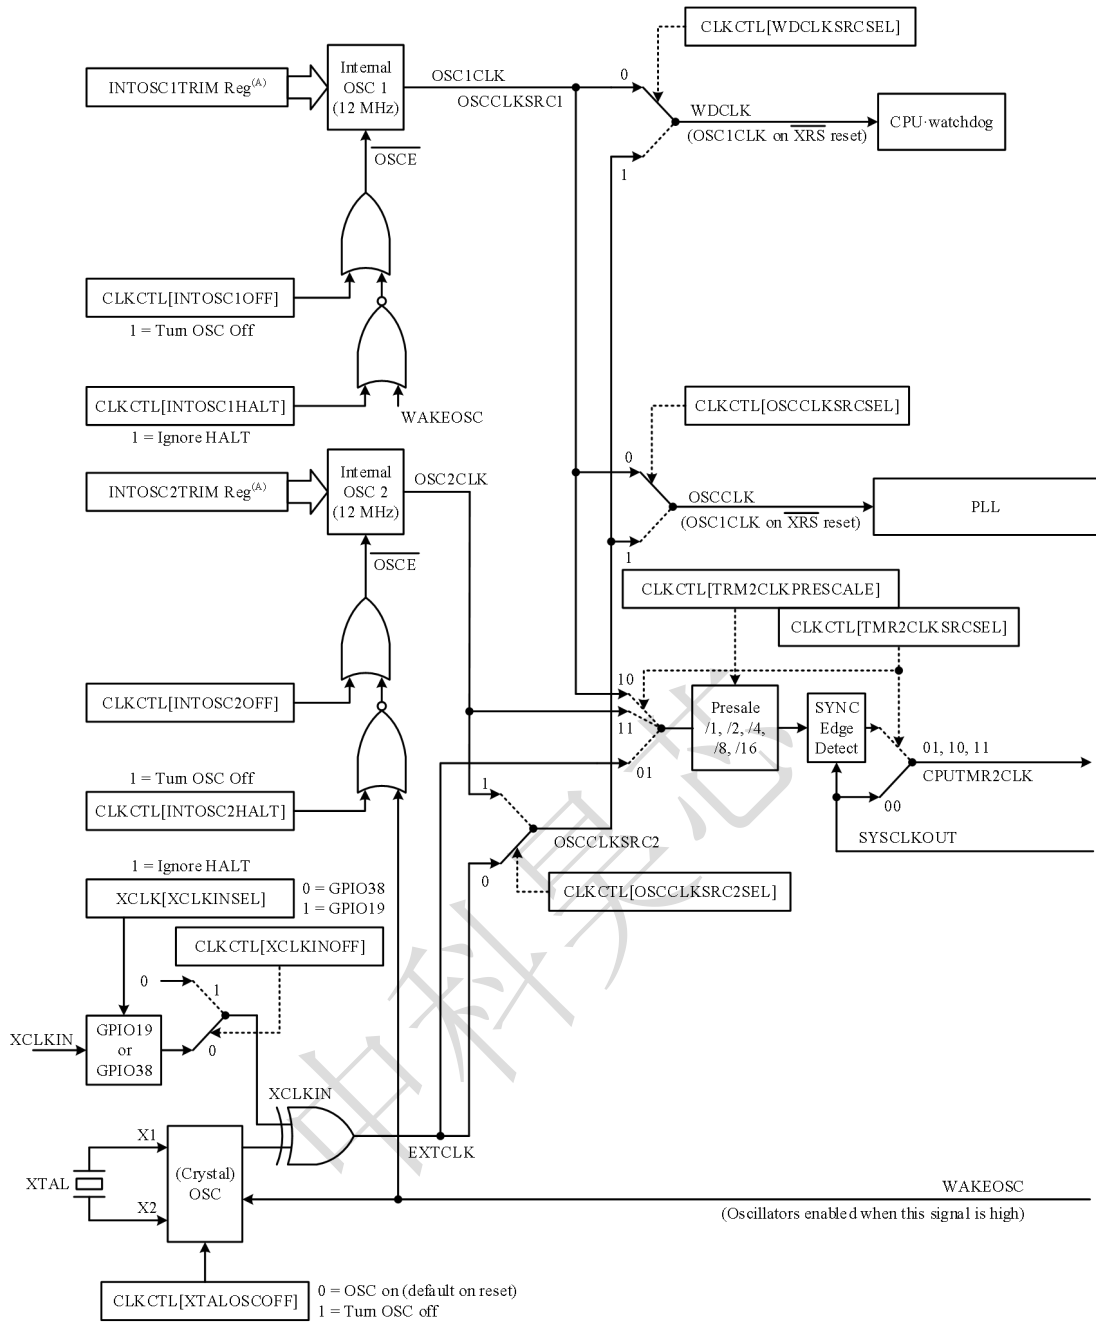 CLKCTL[WDCLKSRCSEL]
INTOSC1TRIM Reg(A)
Internal
OSC 1
(12 MHz)
OSC1CLK
OSCCLKSRC1
0
WDCLK
(OSC1CLK on XRS reset)
CPU·watchdog
1
OSCE
CLKCTL[INTOSC1OFF]
1 = Turn OSC Off
CLKCTL[INTOSC1HALT]
WAKEOSC
1 = Ignore HALT
CLKCTL[OSCCLKSRCSEL]
INTOSC2TRIM Reg(A)
Internal
OSC 2
(12 MHz)
OSC2CLK
0
OSCCLK
(OSC1CLK on XRS reset)
PLL
1
OSCE
CLKCTL[TRM2CLKPRESCALE]
CLKCTL[TMR2CLKSRCSEL]
CLKCTL[INTOSC2OFF]
10
11
01
Presale
/1, /2, /4,
/8, /16
SYNC
Edge
Detect
01, 10, 11
CPUTMR2CLK
00
SYSCLKOUT
1 = Turn OSC Off
CLKCTL[INTOSC2HALT]
1
OSCCLKSRC2
0
CLKCTL[OSCCLKSRC2SEL]
1 = Ignore HALT
XCLK[XCLKINSEL]
0 = GPIO38
1 = GPIO19
CLKCTL[XCLKINOFF]
0
1
XCLKIN
GPIO19
or
GPIO38
0
XCLKIN
EXTCLK
XTAL
X1
X2
(Crystal)
OSC
WAKEOSC
(Oscillators enabled when this signal is high)
CLKCTL[XTALOSCOFF]
0 = OSC on (default on reset)
1 = Turn OSC off
中科昊芯